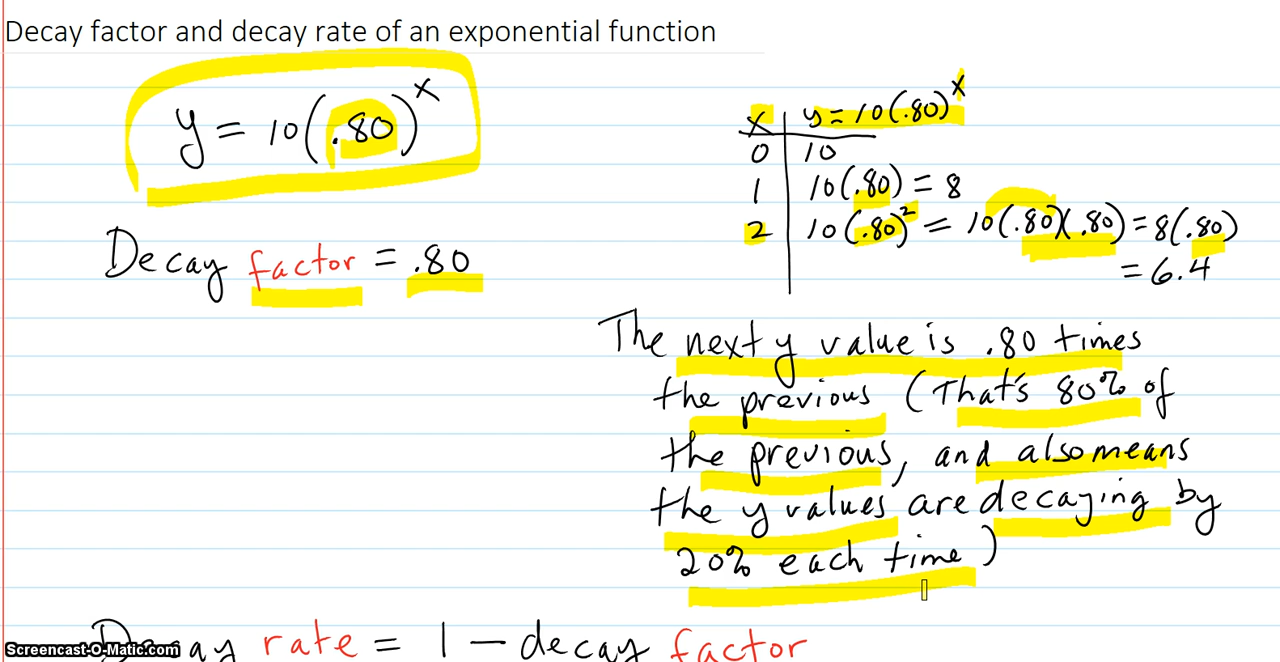 Decay factor and decay rate of an exponential function
y = 10(.80)^x
Decay factor = .80
x | y = 10(.80)^x
0 | 10
1 | 10(.80) = 8
2 | 10(.80)^2 = 10(.80)(.80) = 8(.80)
= 6.4
The next y value is .80 times
the previous (That's 80% of
the previous, and also means
the y values are decaying by
20% each time)
Decay rate = 1 - decay factor
Screencast-O-Matic.com